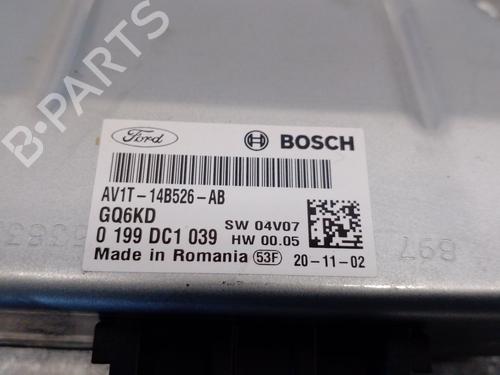 B-PARTS
Ford
BOSCH
AV1T-14B526-AB
GQ6KD
SW 04V07
0 199 DC1 039
HW 00.05
Made in Romania 53F 20-11-02